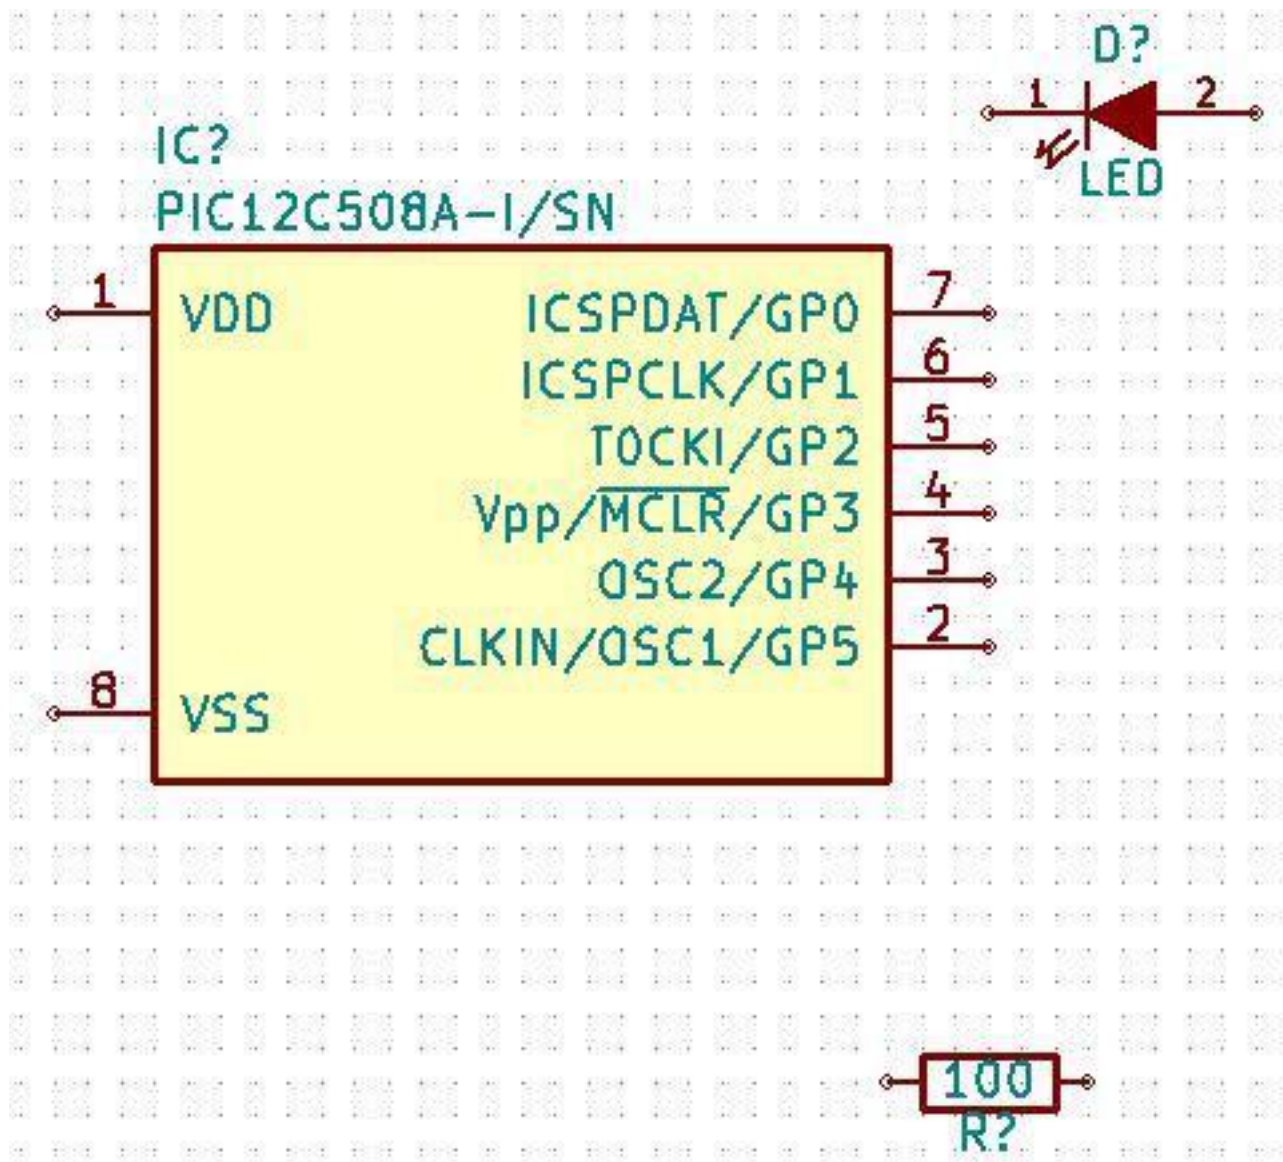 D?
1 2
LED
IC?
PIC12C508A-I/SN
1 VDD ICSPDAT/GP0 7
ICSPCLK/GP1 6
T0CKI/GP2 5
Vpp/MCLR/GP3 4
OSC2/GP4 3
CLKIN/OSC1/GP5 2
8 VSS
100
R?